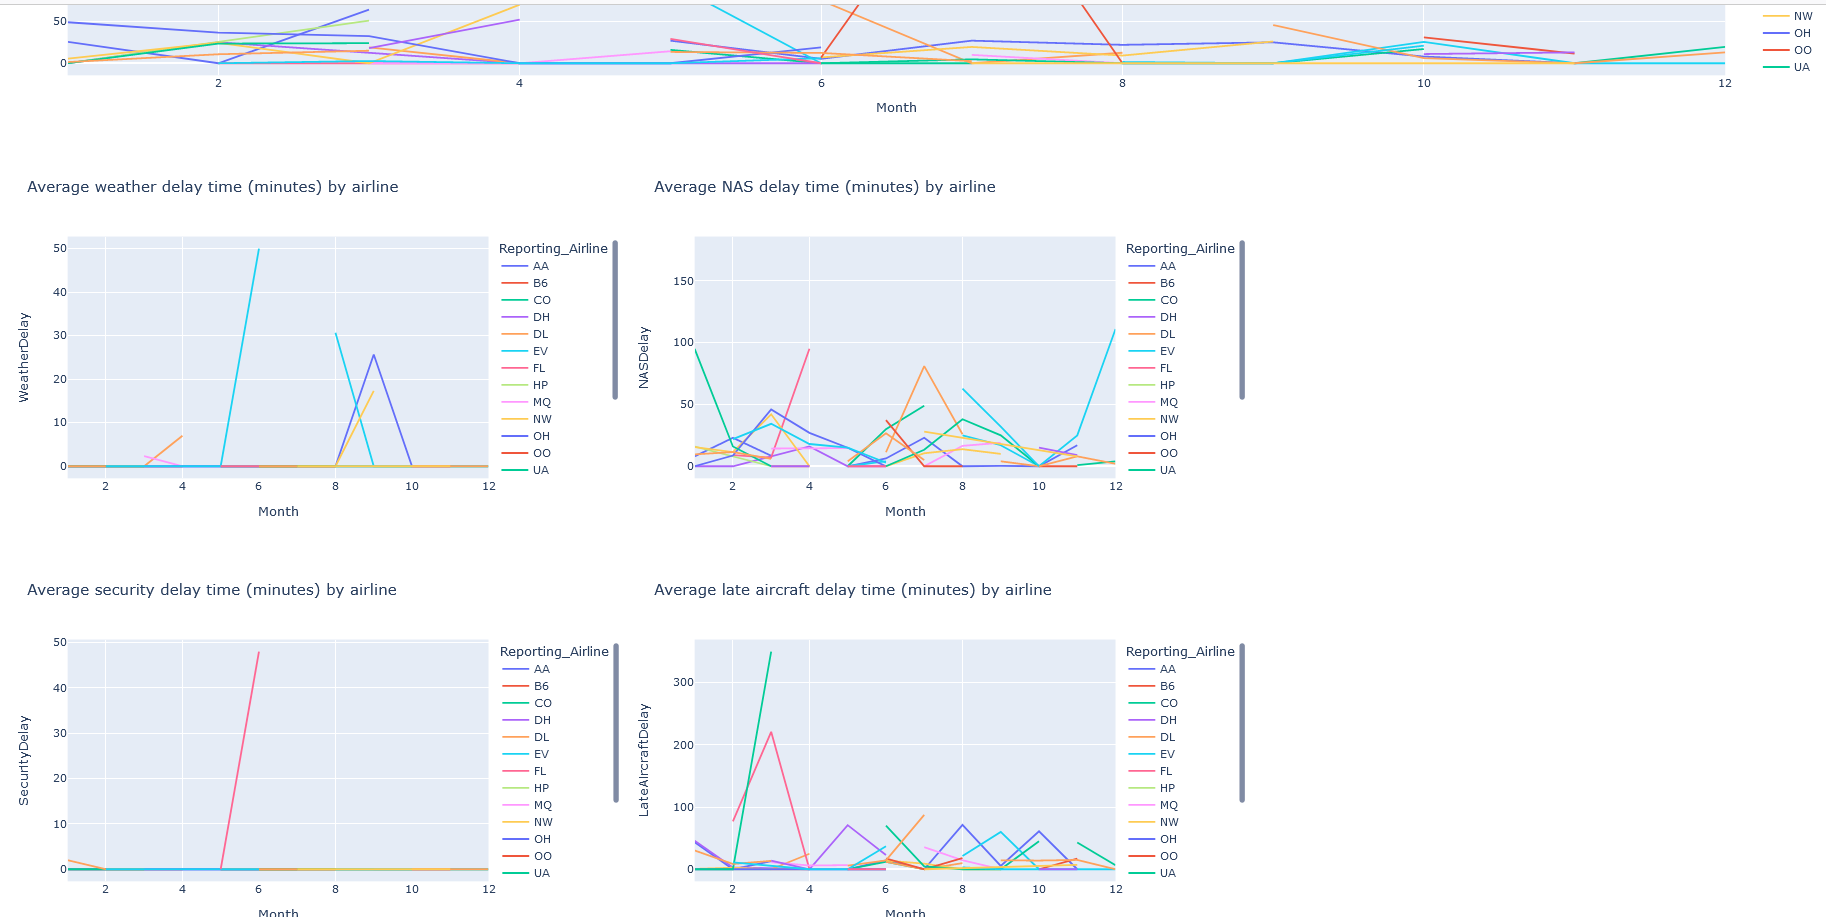 50
0
2
4
6
8
10
12
Month
NW
OH
OO
UA
Average weather delay time (minutes) by airline
50
40
30
20
10
0
WeatherDelay
2
4
6
8
10
12
Month
Reporting_Airline
AA
B6
CO
DH
DL
EV
FL
HP
MQ
NW
OH
OO
UA
Average NAS delay time (minutes) by airline
150
100
50
0
NASDelay
2
4
6
8
10
12
Month
Reporting_Airline
AA
B6
CO
DH
DL
EV
FL
HP
MQ
NW
OH
OO
UA
Average security delay time (minutes) by airline
50
40
30
20
10
0
SecurityDelay
2
4
6
8
10
12
Month
Reporting_Airline
AA
B6
CO
DH
DL
EV
FL
HP
MQ
NW
OH
OO
UA
Average late aircraft delay time (minutes) by airline
300
200
100
0
LateAircraftDelay
2
4
6
8
10
12
Month
Reporting_Airline
AA
B6
CO
DH
DL
EV
FL
HP
MQ
NW
OH
OO
UA